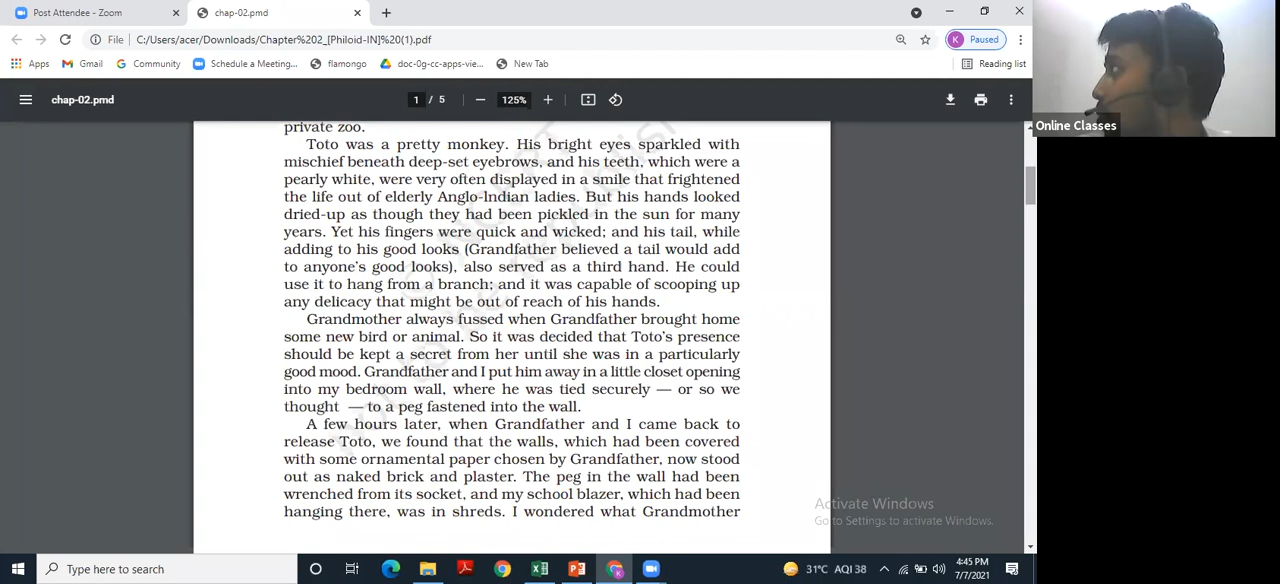 Post Attendee - Zoom
chap-02.pmd
File
C:/Users/acer/Downloads/Chapter%202_[Philoid-IN]%20(1).pdf
K Paused
Apps Gmail Community Schedule a Meeting... flamongo doc-0g-cc-apps-vie... New Tab Reading list
chap-02.pmd 1 / 5 125%
Online Classes
private zoo.
Toto was a pretty monkey. His bright eyes sparkled with
mischief beneath deep-set eyebrows, and his teeth, which were a
pearly white, were very often displayed in a smile that frightened
the life out of elderly Anglo-Indian ladies. But his hands looked
dried-up as though they had been pickled in the sun for many
years. Yet his fingers were quick and wicked; and his tail, while
adding to his good looks (Grandfather believed a tail would add
to anyone's good looks), also served as a third hand. He could
use it to hang from a branch; and it was capable of scooping up
any delicacy that might be out of reach of his hands.
Grandmother always fussed when Grandfather brought home
some new bird or animal. So it was decided that Toto's presence
should be kept a secret from her until she was in a particularly
good mood. Grandfather and I put him away in a little closet opening
into my bedroom wall, where he was tied securely — or so we
thought — to a peg fastened into the wall.
A few hours later, when Grandfather and I came back to
release Toto, we found that the walls, which had been covered
with some ornamental paper chosen by Grandfather, now stood
out as naked brick and plaster. The peg in the wall had been
wrenched from its socket, and my school blazer, which had been
hanging there, was in shreds. I wondered what Grandmother
Activate Windows
Go to Settings to activate Windows.
Type here to search
31°C AQI 38
4:45 PM
7/7/2021